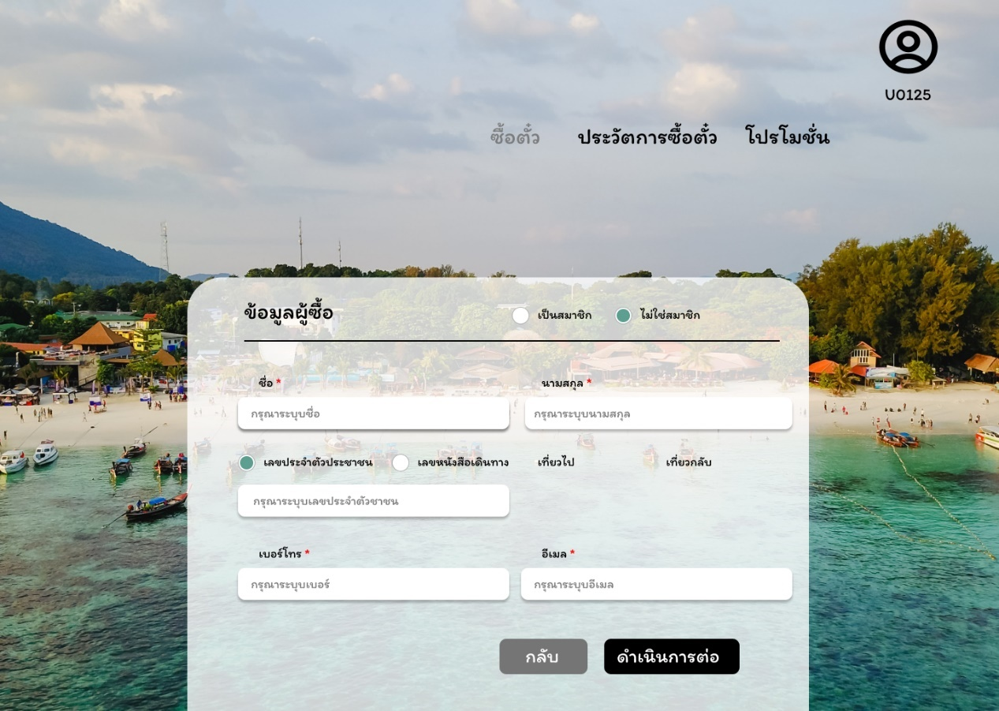 U0125
ซื้อตั๋ว ประวัตการซื้อตั๋ว โปรโมชั่น
ข้อมูลผู้ซื้อ เป็นสมาชิก ไม่ใช่สมาชิก
ชื่อ * นามสกุล *
กรุณาระบุบชื่อ กรุณาระบุบนามสกุล
เลขประจำตัวประชาชน เลขหนังสือเดินทาง เที่ยวไป เที่ยวกลับ
กรุณาระบุบเลขประจำตัวชาชน
เบอร์โทร * อีเมล *
กรุณาระบุบเบอร์ กรุณาระบุบอีเมล
กลับ ดำเนินการต่อ